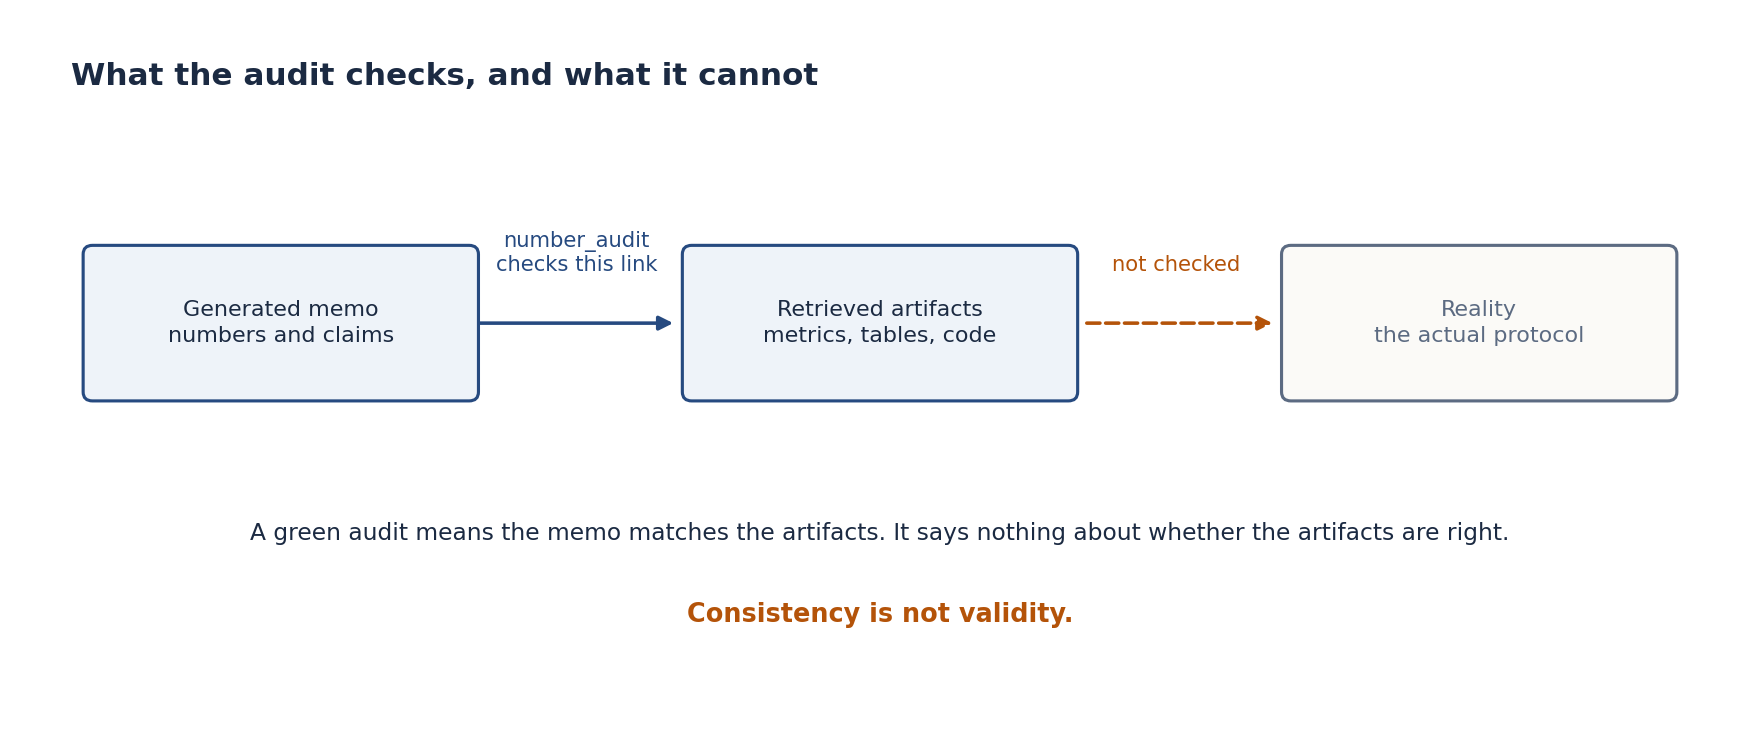 What the audit checks, and what it cannot
number_audit
checks this link
not checked
Generated memo
numbers and claims
Retrieved artifacts
metrics, tables, code
Reality
the actual protocol
A green audit means the memo matches the artifacts. It says nothing about whether the artifacts are right.
Consistency is not validity.